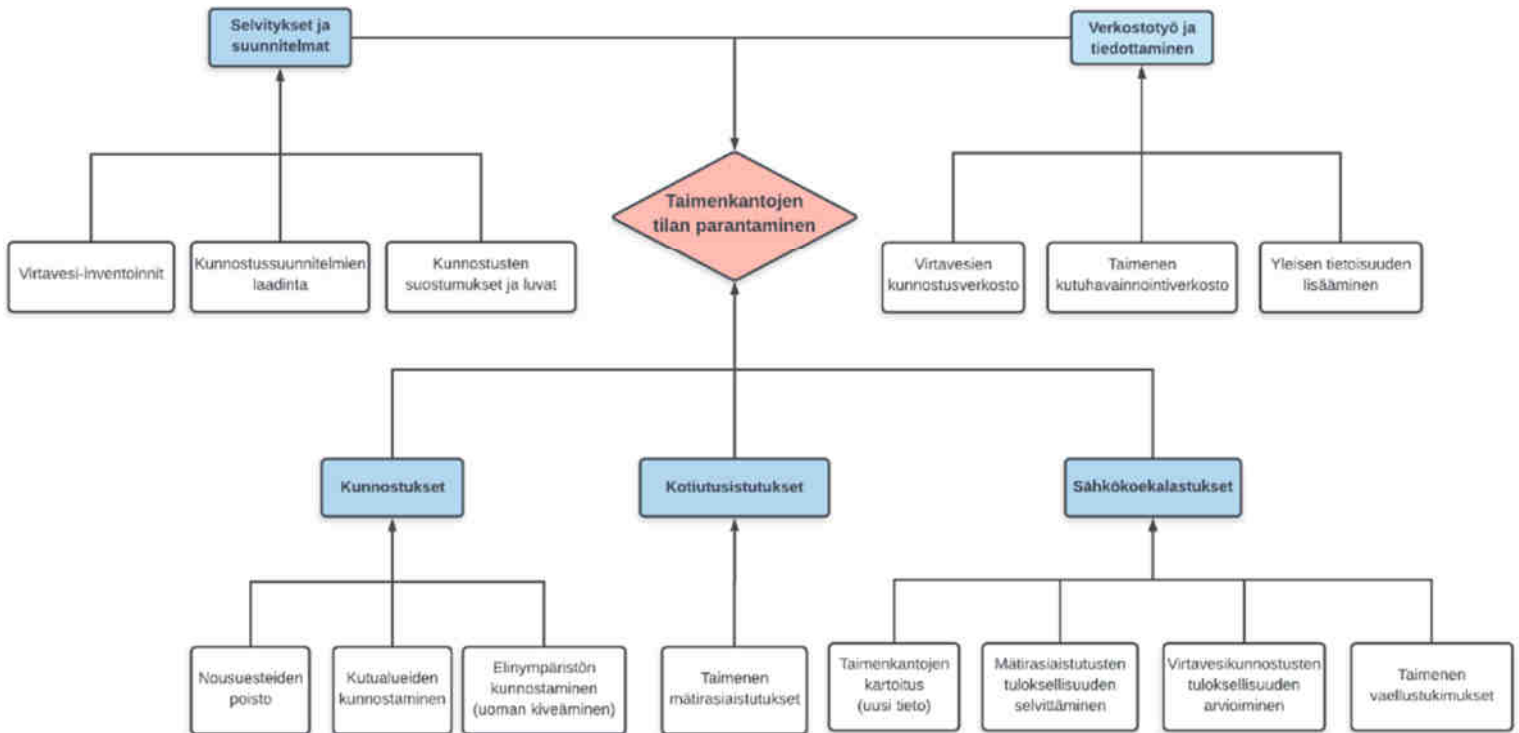 Selvitykset ja
suunnitelmat
Verkostotyö ja
tiedottaminen
Taimenkantojen
tilan parantaminen
Virtavesi-inventoinnit
Kunnostussuunnitelmien
laadinta
Kunnostusten
suostumukset ja luvat
Virtavesien
kunnostusverkosto
Taimenen
kutuhavainnointiverkosto
Yleisen tietoisuuden
lisääminen
Kunnostukset
Kotiutusistutukset
Sähkökoekalastukset
Nousuesteiden
poisto
Kutualueiden
kunnostaminen
Elinympäristön
kunnostaminen
(uoman kiveäminen)
Taimenen
mätirasiaistutukset
Taimenkantojen
kartoitus
(uusi tieto)
Mätirasiaistutusten
tuloksellisuuden
selvittäminen
Virtavesikunnostusten
tuloksellisuuden
arvioiminen
Taimenen
vaellustukimukset